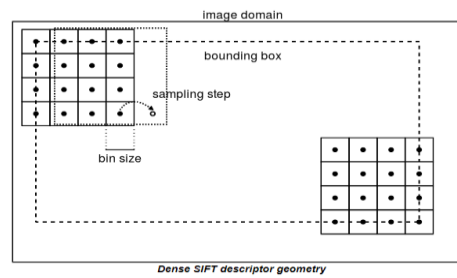 image domain
bounding box
sampling step
bin size
Dense SIFT descriptor geometry